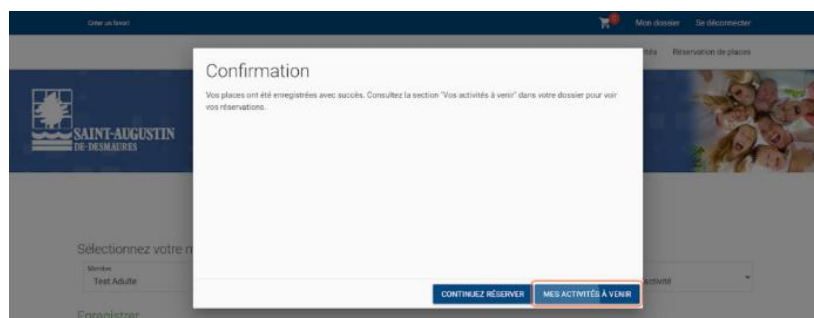 Créer un favori
0
Mon dossier
Se déconnecter
Réservation de places
Confirmation
Vos places ont été enregistrées avec succès. Consultez la section "Vos activités à venir" dans votre dossier pour voir
vos réservations.
SAINT-AUGUSTIN
DE-DESMAURES
Sélectionnez votre
Membre
Test Adulte
activité
CONTINUEZ RÉSERVER
MES ACTIVITÉS À VENIR
Enregistrer